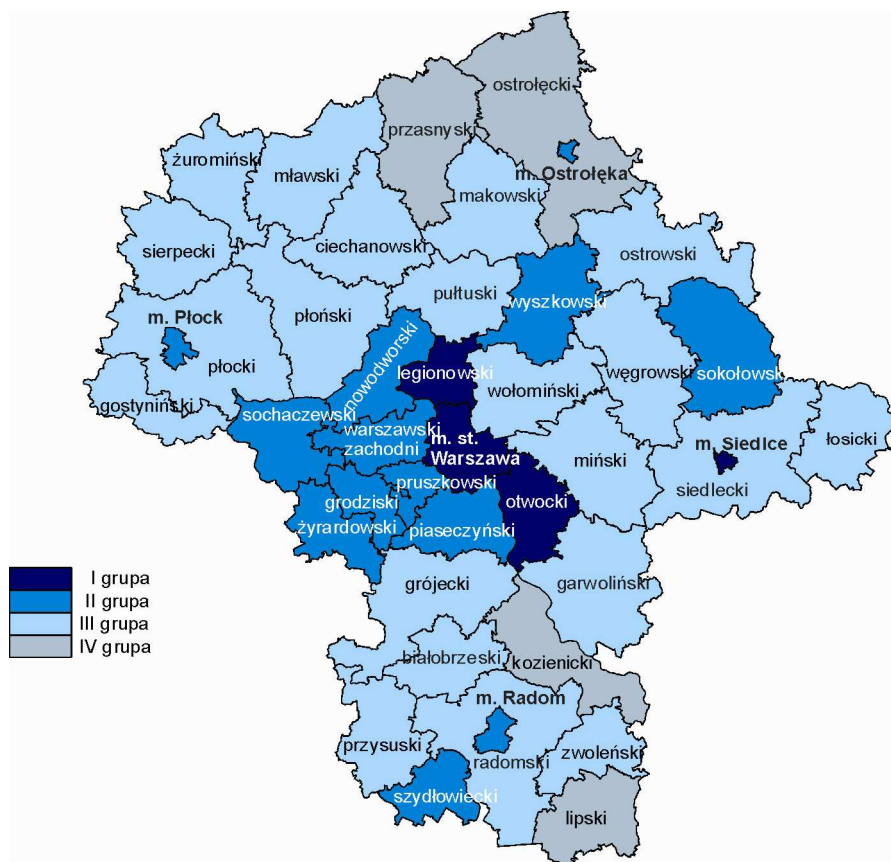 ostrołęcki
przasnyski
m. Ostrołęka
żuromiński
mławski
makowski
ciechanowski
sierpecki
ostrowski
pułtuski
wyszkowski
m. Płock
płoński
płocki
nowodworski
legionowski
wołomiński
węgrowski
sokołowsk
gostyniński
sochaczewski
warszawski
zachodni
m. st.
Warszawa
m. Siedlce
łosicki
miński
siedlecki
pruszkowski
grodziski
otwocki
żyrardowski
piaseczyński
grójecki
garwoliński
I grupa
II grupa
III grupa
IV grupa
białobrzeski
kozienicki
m. Radom
przysuski
radomski
zwoleński
szydłowiecki
lipski